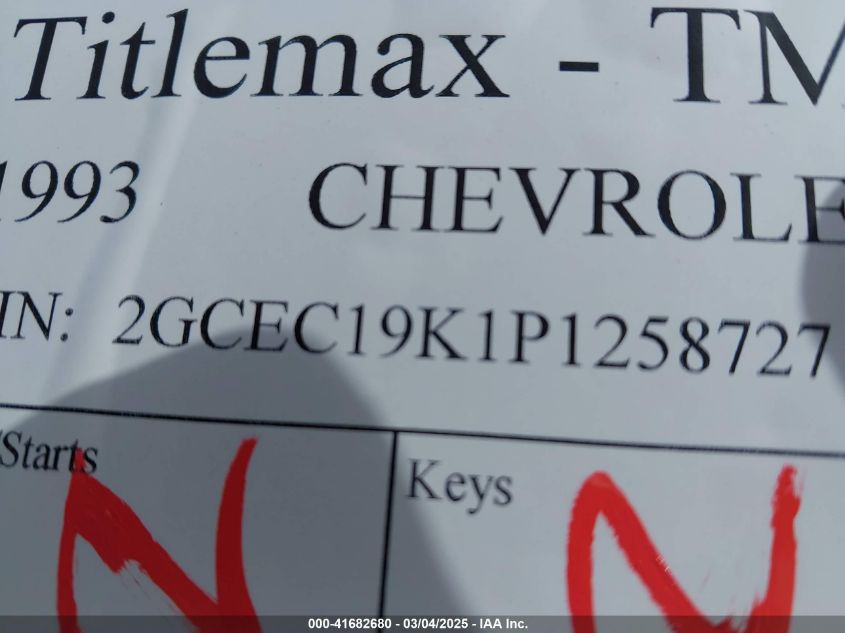 Titlemax - TM
1993 CHEVROLE
IN: 2GCEC19K1P1258727
/Starts
Keys
N N
000-41682680 - 03/04/2025 - IAA Inc.